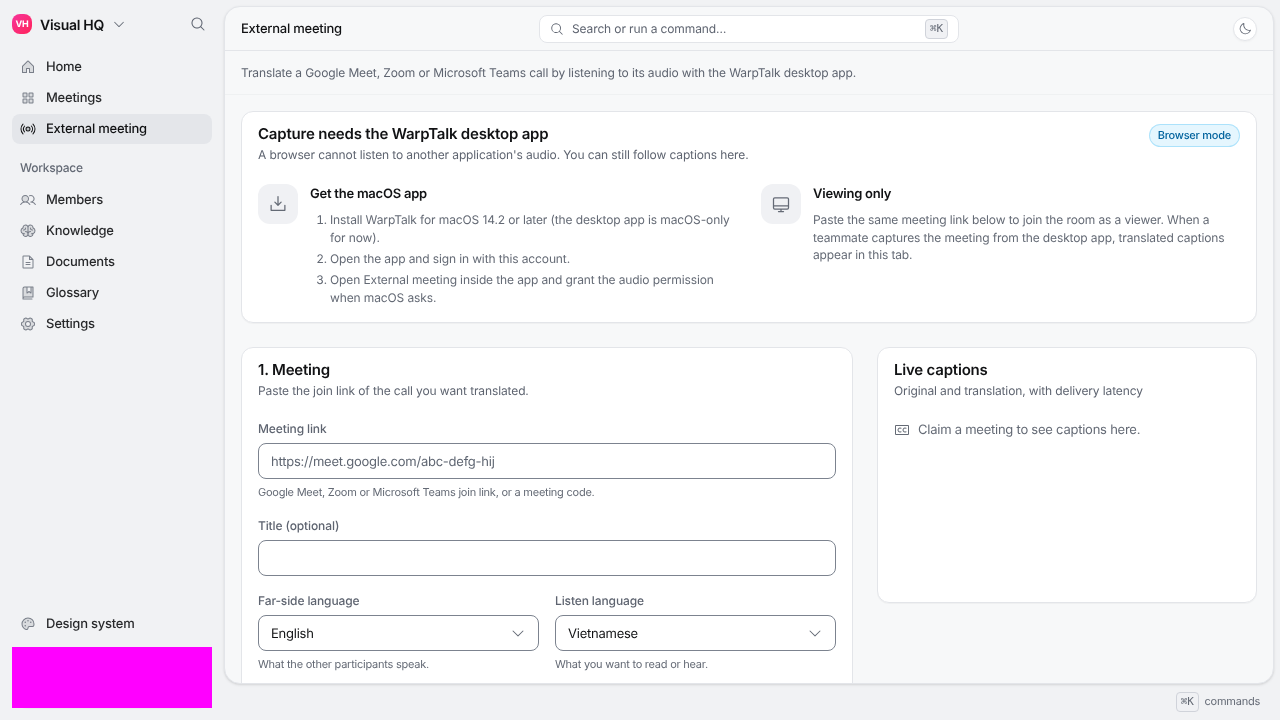 VH Visual HQ
Home
Meetings
External meeting
Workspace
Members
Knowledge
Documents
Glossary
Settings
Design system
External meeting
Search or run a command...
⌘K
Translate a Google Meet, Zoom or Microsoft Teams call by listening to its audio with the WarpTalk desktop app.
Capture needs the WarpTalk desktop app
Browser mode
A browser cannot listen to another application's audio. You can still follow captions here.
Get the macOS app
1. Install WarpTalk for macOS 14.2 or later (the desktop app is macOS-only
for now).
2. Open the app and sign in with this account.
3. Open External meeting inside the app and grant the audio permission
when macOS asks.
Viewing only
Paste the same meeting link below to join the room as a viewer. When a
teammate captures the meeting from the desktop app, translated captions
appear in this tab.
1. Meeting
Paste the join link of the call you want translated.
Meeting link
https://meet.google.com/abc-defg-hij
Google Meet, Zoom or Microsoft Teams join link, or a meeting code.
Title (optional)
Far-side language
English
What the other participants speak.
Listen language
Vietnamese
What you want to read or hear.
Live captions
Original and translation, with delivery latency
Claim a meeting to see captions here.
⌘K commands